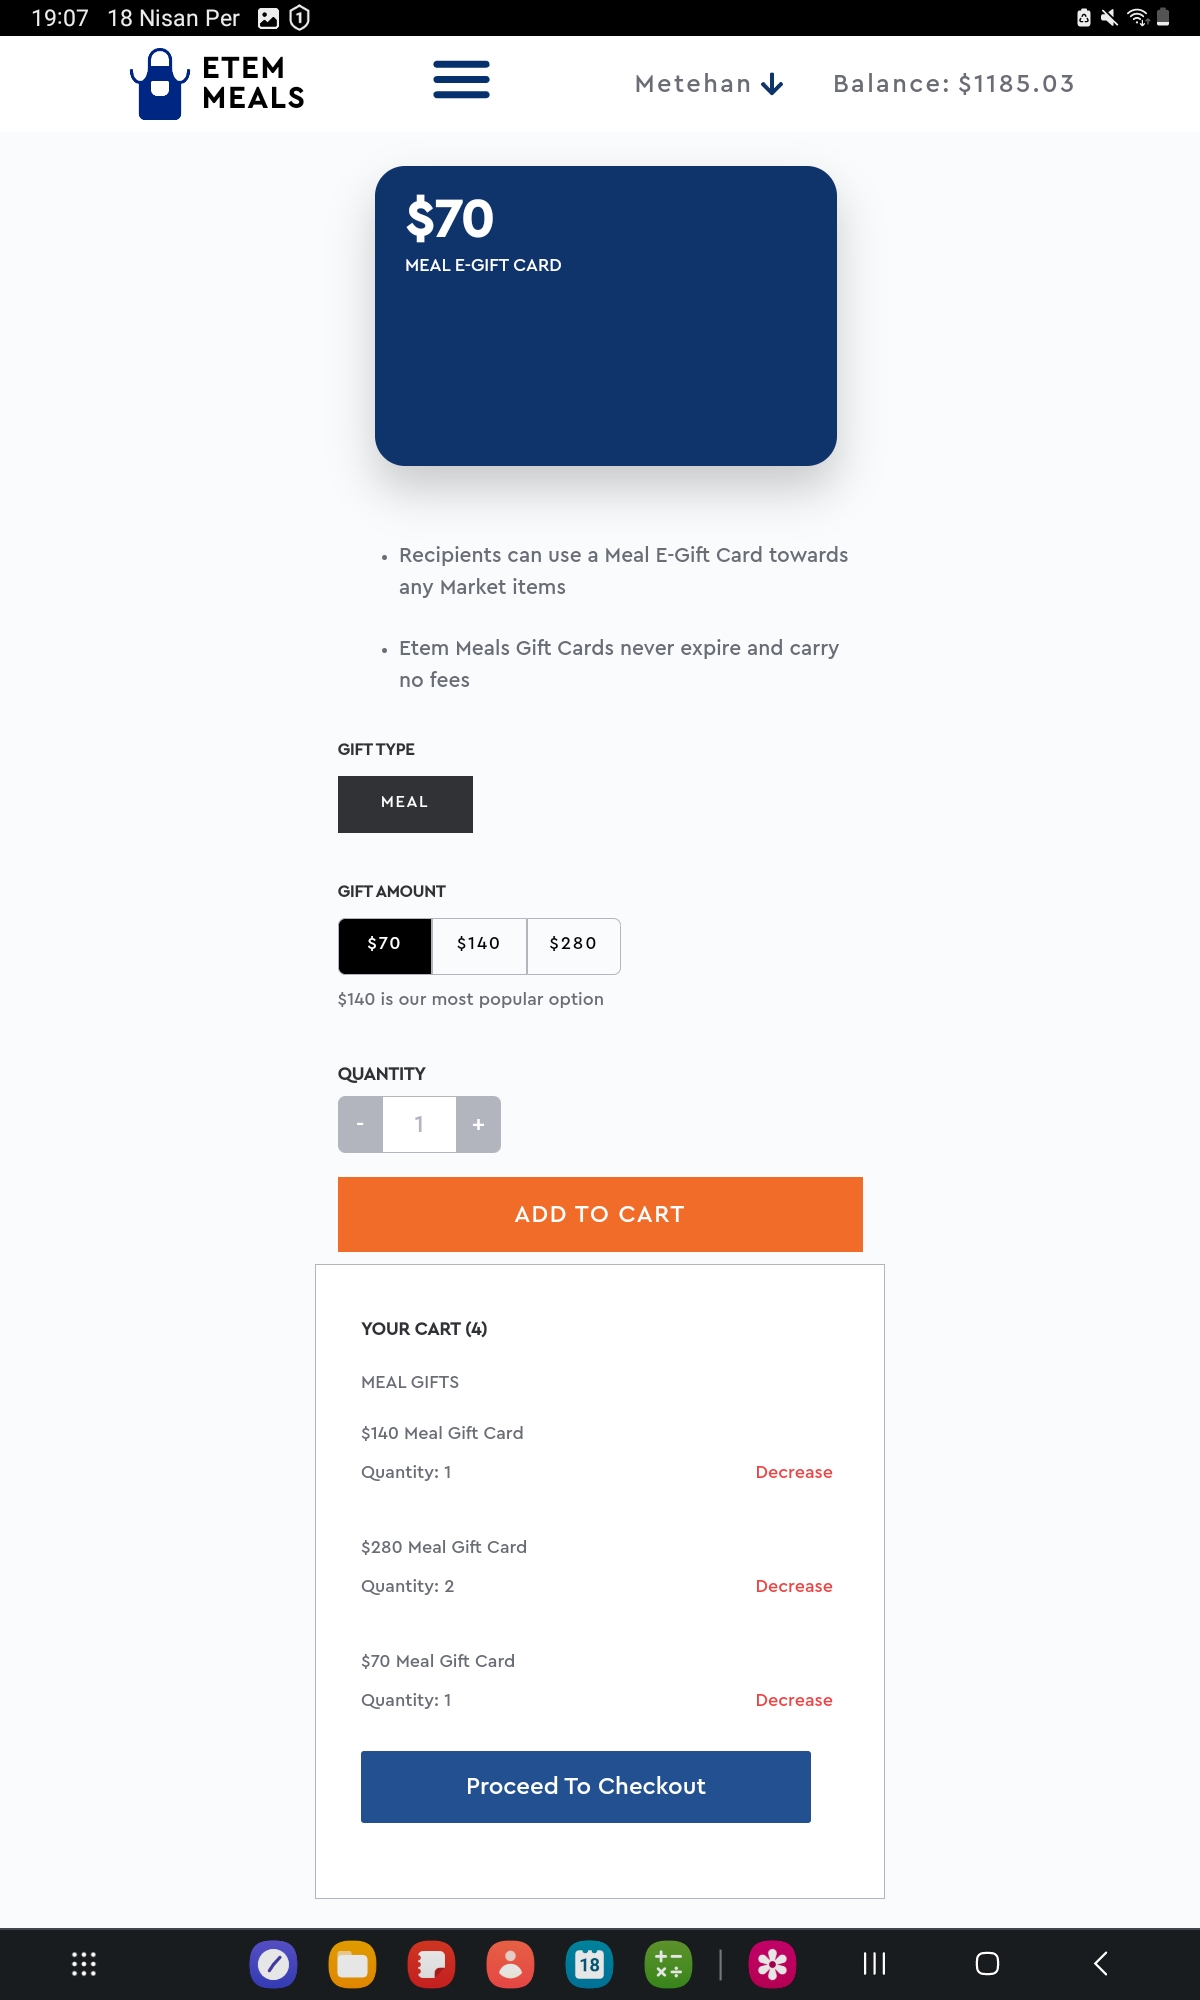 19:07 18 Nisan Per
ETEM
MEALS
Metehan
Balance: $1185.03
$70
MEAL E-GIFT CARD
• Recipients can use a Meal E-Gift Card towards
any Market items
• Etem Meals Gift Cards never expire and carry
no fees
GIFT TYPE
MEAL
GIFT AMOUNT
$70 $140 $280
$140 is our most popular option
QUANTITY
- 1 +
ADD TO CART
YOUR CART (4)
MEAL GIFTS
$140 Meal Gift Card
Quantity: 1 Decrease
$280 Meal Gift Card
Quantity: 2 Decrease
$70 Meal Gift Card
Quantity: 1 Decrease
Proceed To Checkout
18